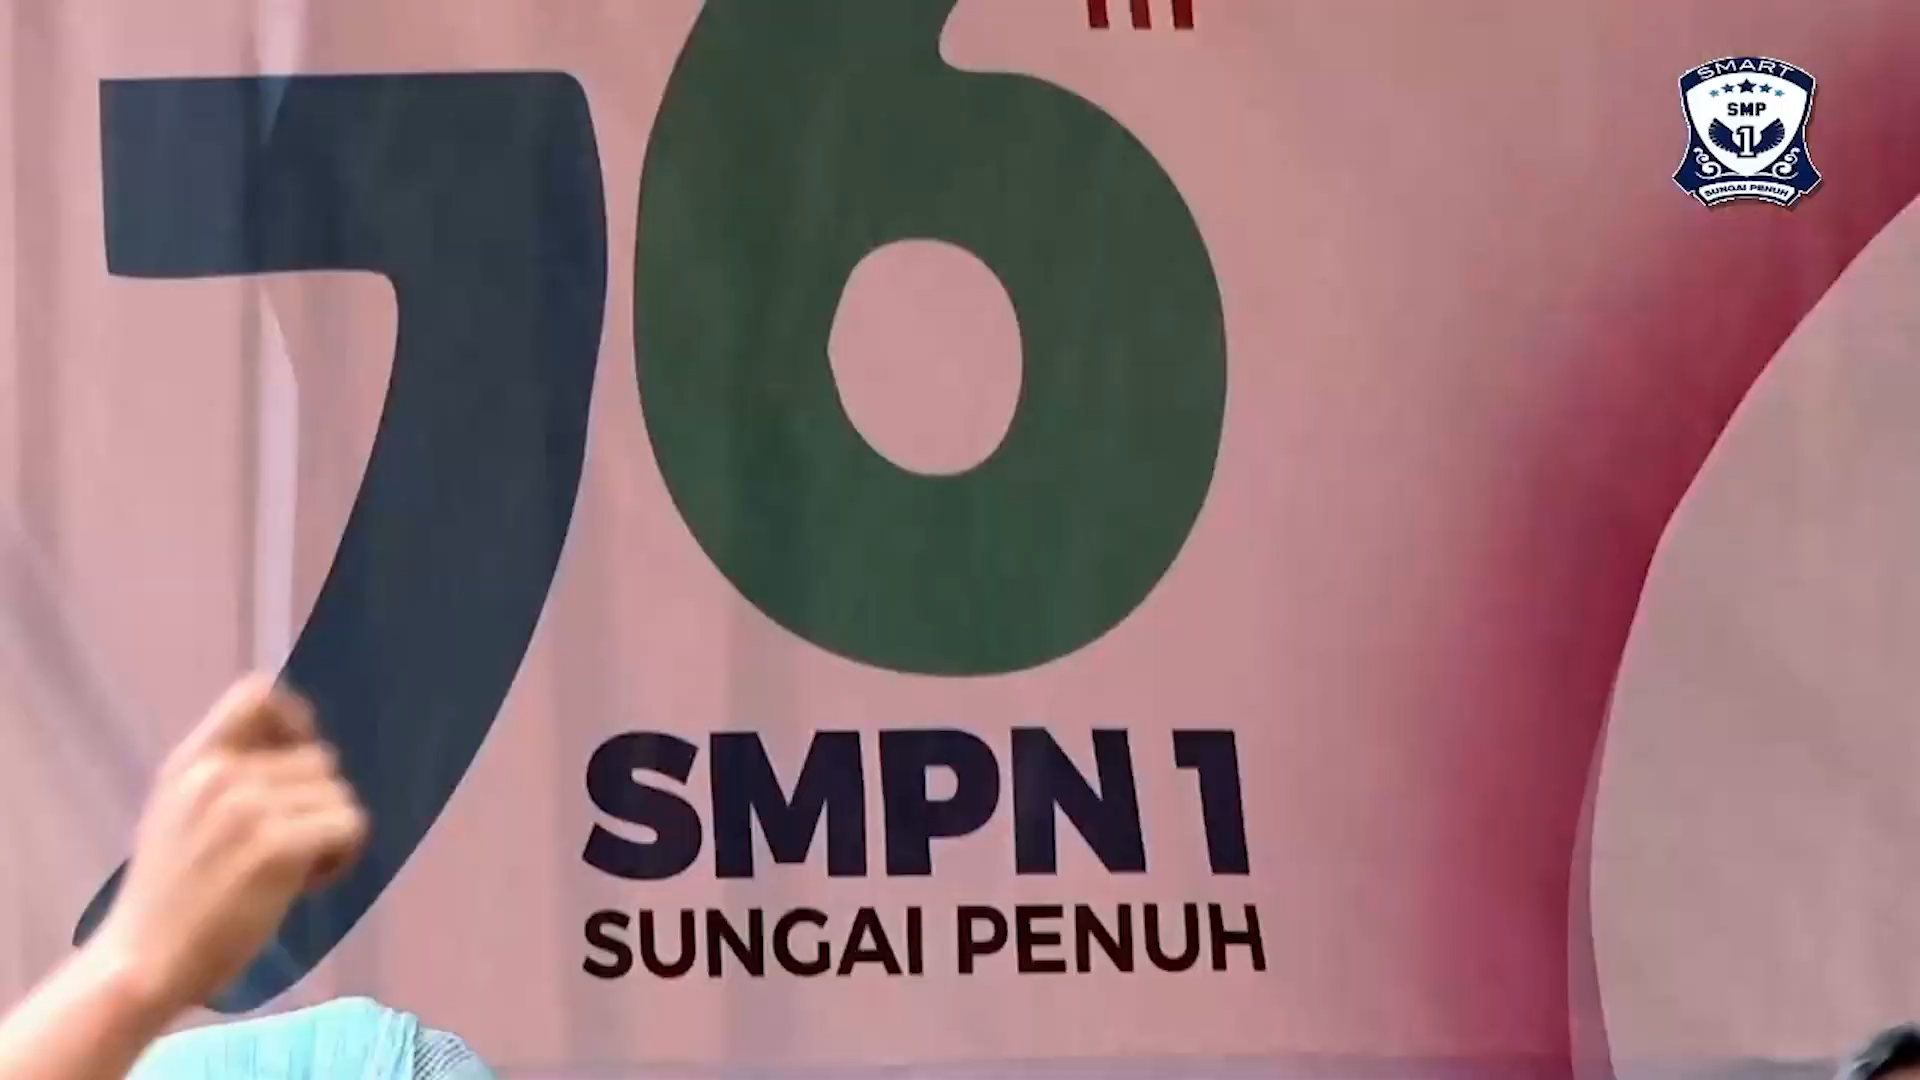 76
SMPN 1
SUNGAI PENUH
SMART
SMP
1
SUNGAI PENUH